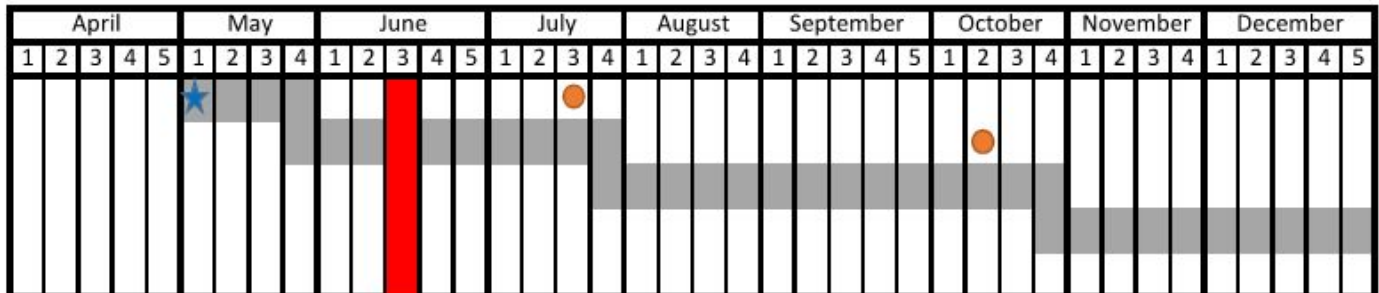 April May June July August September October November December
1 2 3 4 5 1 2 3 4 1 2 3 4 5 1 2 3 4 1 2 3 4 1 2 3 4 5 1 2 3 4 1 2 3 4 1 2 3 4 5